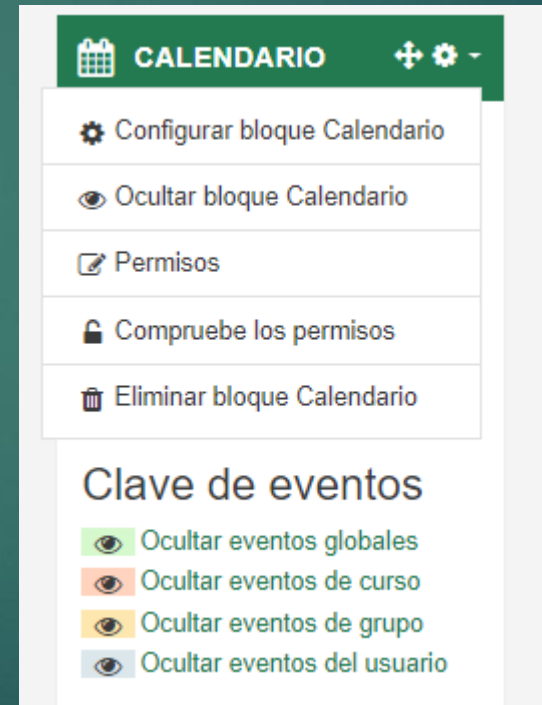 CALENDARIO
Configurar bloque Calendario
Ocultar bloque Calendario
Permisos
Compruebe los permisos
Eliminar bloque Calendario
Clave de eventos
Ocultar eventos globales
Ocultar eventos de curso
Ocultar eventos de grupo
Ocultar eventos del usuario